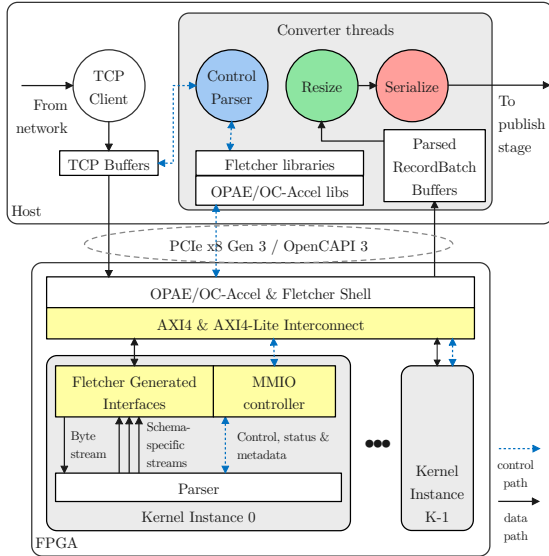 Converter threads
TCP
Client
Control
Parser
Resize
Serialize
From
network
To
publish
stage
TCP Buffers
Fletcher libraries
OPAE/OC-Accel libs
Parsed
RecordBatch
Buffers
Host
PCIe x8 Gen 3 / OpenCAPI 3
OPAE/OC-Accel & Fletcher Shell
AXI4 & AXI4-Lite Interconnect
Fletcher Generated
Interfaces
MMIO
controller
Byte
stream
Schema-
specific
streams
Control, status &
metadata
Parser
Kernel Instance 0
Kernel
Instance
K-1
control
path
data
path
FPGA